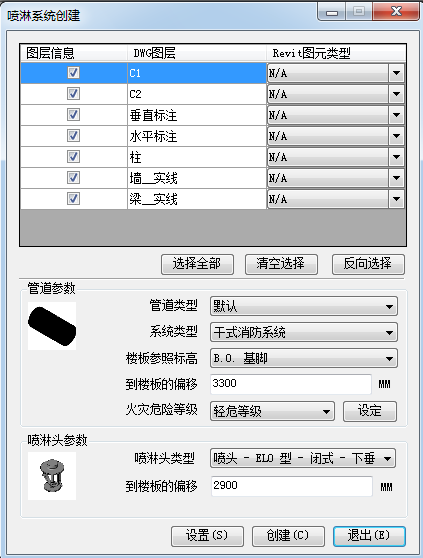 喷淋系统创建
图层信息 DWG图层 Revit图元类型
C1 N/A
C2 N/A
垂直标注 N/A
水平标注 N/A
柱 N/A
墙__实线 N/A
梁__实线 N/A
选择全部 清空选择 反向选择
管道参数
管道类型 默认
系统类型 干式消防系统
楼板参照标高 B.O. 基脚
到楼板的偏移 3300 MM
火灾危险等级 轻危等级 设定
喷淋头参数
喷淋头类型 喷头 - ELO 型 - 闭式 - 下垂
到楼板的偏移 2900 MM
设置(S) 创建(C) 退出(E)